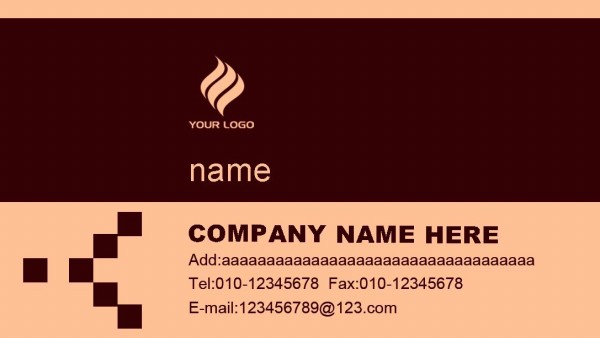 YOUR LOGO
name
COMPANY NAME HERE
Add:aaaaaaaaaaaaaaaaaaaaaaaaaaaaaaaaaaa
Tel:010-12345678  Fax:010-12345678
E-mail:123456789@123.com